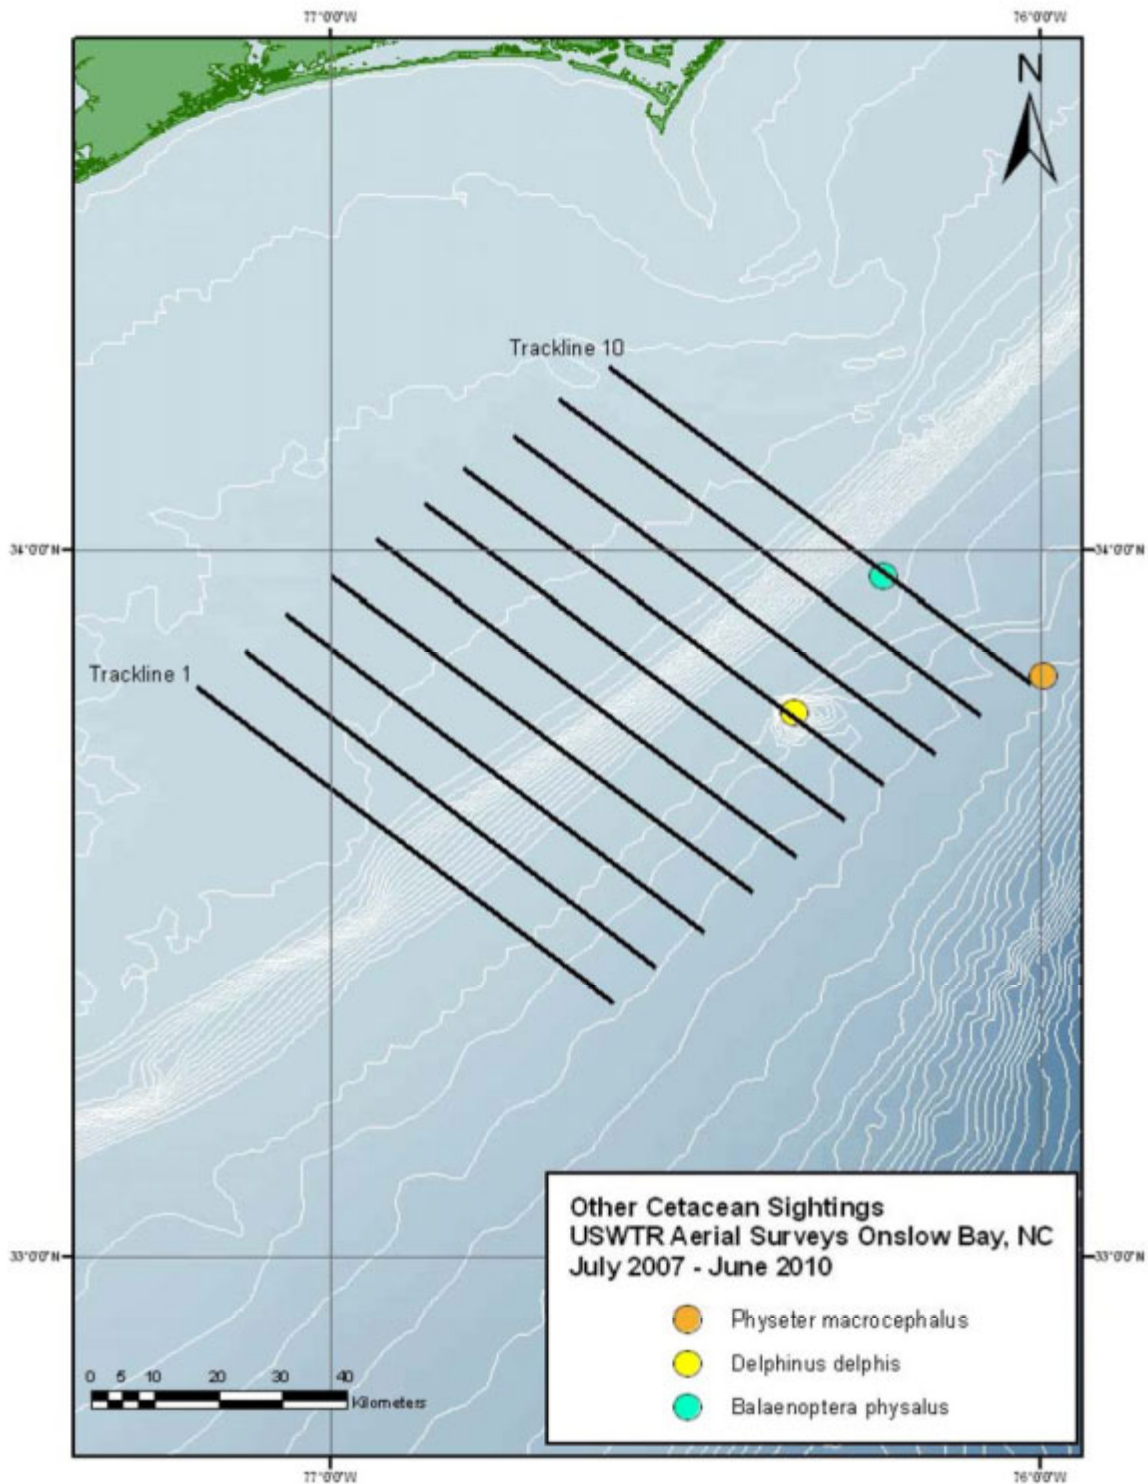 77°0'0"W 76°0'0"W
N
Trackline 10
34°0'0"N 34°0'0"N
Trackline 1
33°0'0"N 33°0'0"N
Other Cetacean Sightings
USWTR Aerial Surveys Onslow Bay, NC
July 2007 - June 2010
Physeter macrocephalus
Delphinus delphis
Balaenoptera physalus
0 5 10 20 30 40
Kilometers
77°0'0"W 76°0'0"W